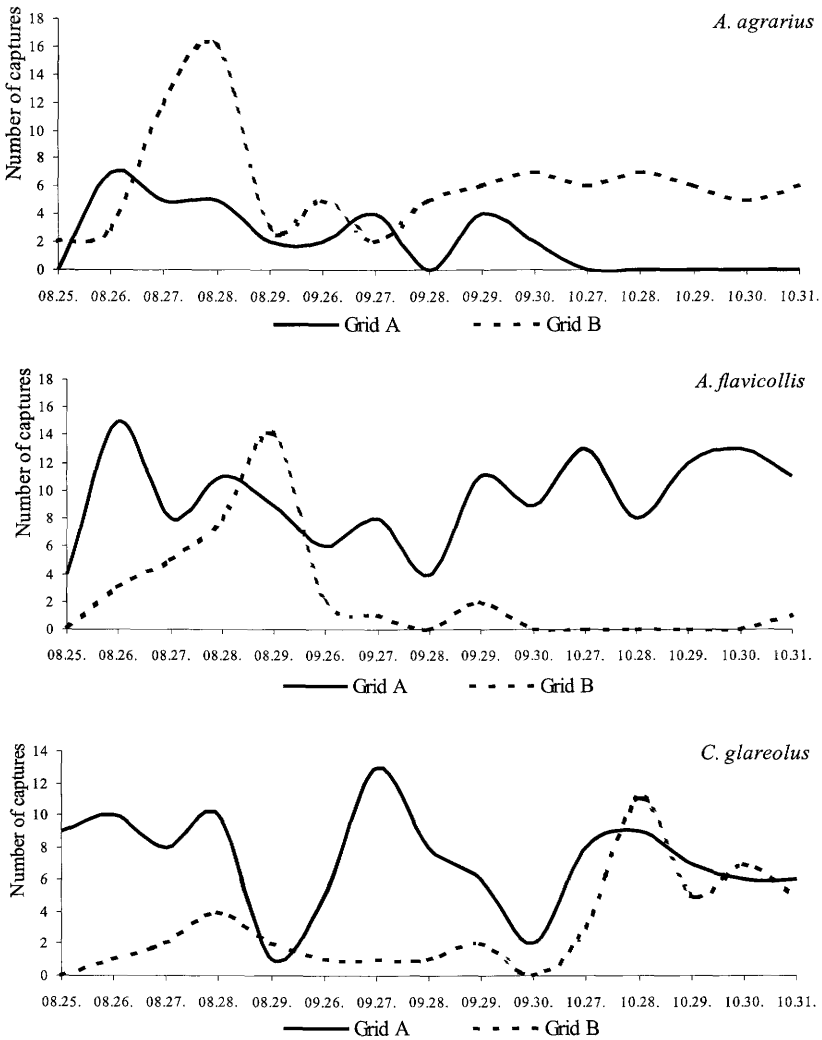 A. agrarius
Number of captures
18
16
14
12
10
8
6
4
2
0
08.25. 08.26. 08.27. 08.28. 08.29. 09.26. 09.27. 09.28. 09.29. 09.30. 10.27. 10.28. 10.29. 10.30. 10.31.
Grid A Grid B
A. flavicollis
Number of captures
18
16
14
12
10
8
6
4
2
0
08.25. 08.26. 08.27. 08.28. 08.29. 09.26. 09.27. 09.28. 09.29. 09.30. 10.27. 10.28. 10.29. 10.30. 10.31.
Grid A Grid B
C. glareolus
Number of captures
14
12
10
8
6
4
2
0
08.25. 08.26. 08.27. 08.28. 08.29. 09.26. 09.27. 09.28. 09.29. 09.30. 10.27. 10.28. 10.29. 10.30. 10.31.
Grid A Grid B